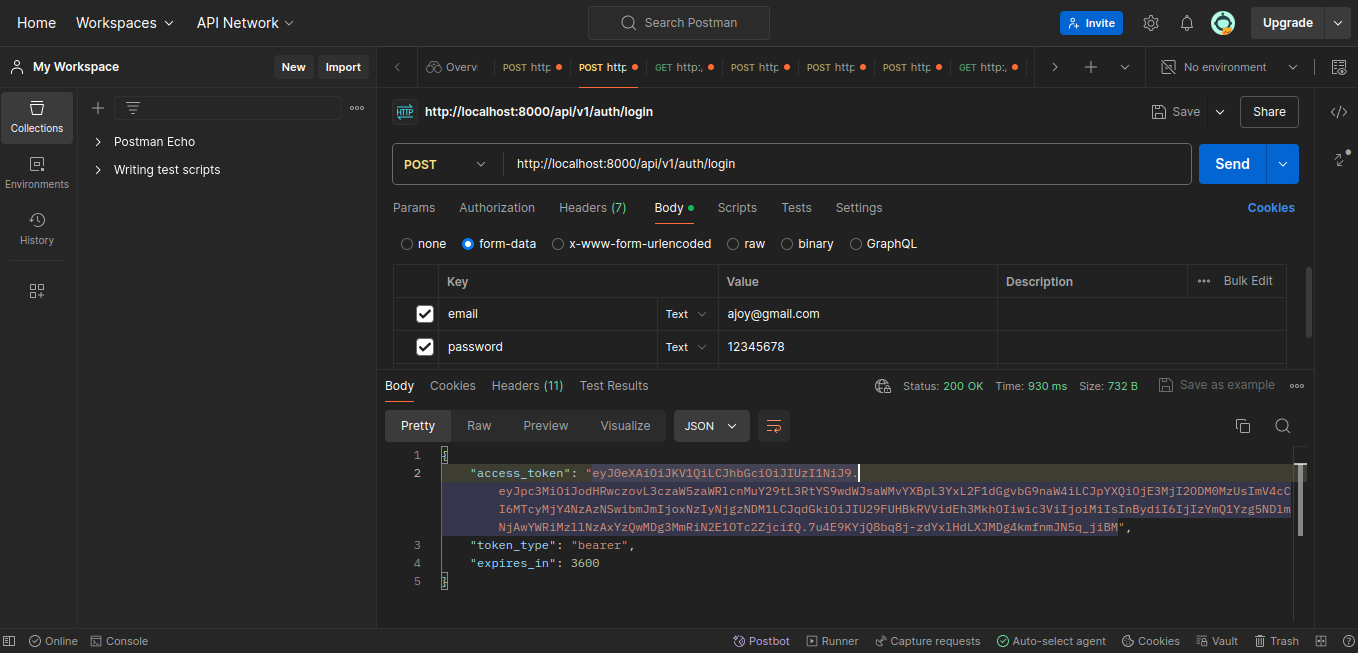 Home Workspaces API Network Search Postman Invite Upgrade
My Workspace New Import Overv POST http POST http GET http:, POST http POST http POST http GET http:, No environment
Collections
Environments
History
Postman Echo
Writing test scripts
HTTP http://localhost:8000/api/v1/auth/login Save Share
POST http://localhost:8000/api/v1/auth/login Send
Params Authorization Headers (7) Body Scripts Tests Settings Cookies
none form-data x-www-form-urlencoded raw binary GraphQL
Key Value Description Bulk Edit
email Text ajoy@gmail.com
password Text 12345678
Body Cookies Headers (11) Test Results Status: 200 OK Time: 930 ms Size: 732 B Save as example
Pretty Raw Preview Visualize JSON
1 {
2 "access_token": "eyJ0eXAiOiJKV1QiLCJhbGciOiJIUzI1NiJ9.
3 "token_type": "bearer",
4 "expires_in": 3600
5 }
Online Console Postbot Runner Capture requests Auto-select agent Cookies Vault Trash